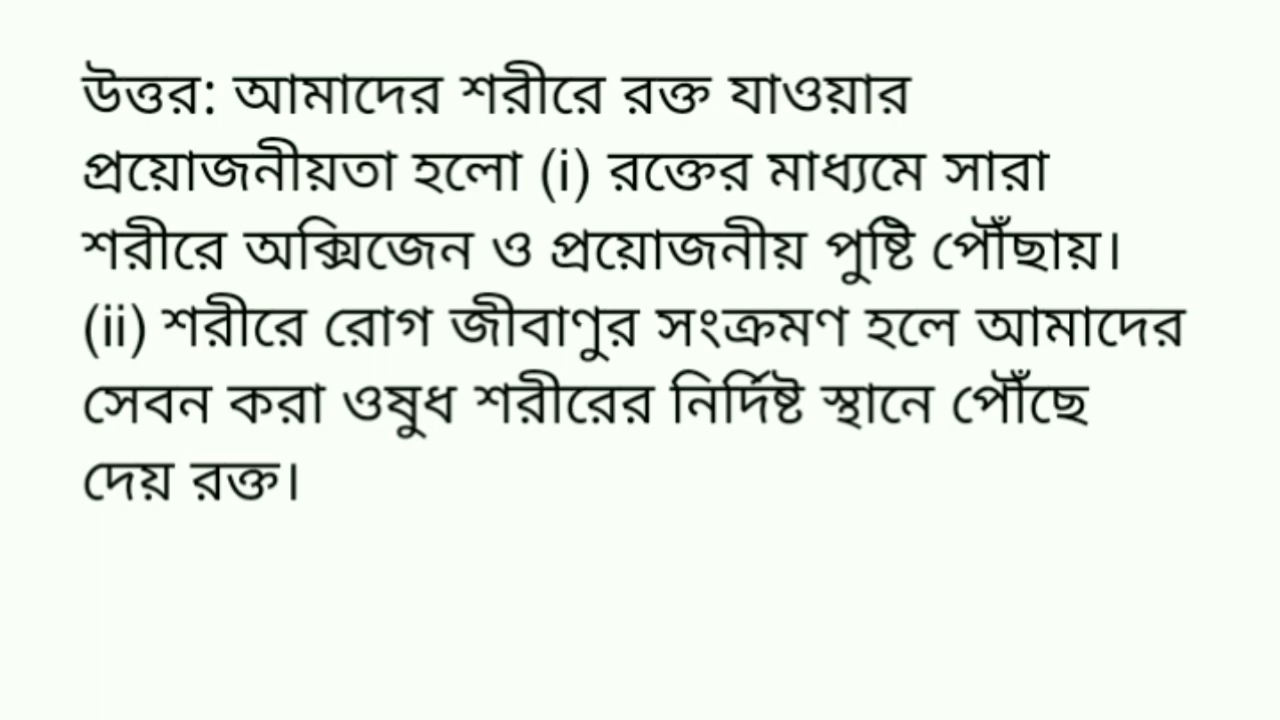 উত্তর: আমাদের শরীরে রক্ত যাওয়ার
প্রয়োজনীয়তা হলো (i) রক্তের মাধ্যমে সারা
শরীরে অক্সিজেন ও প্রয়োজনীয় পুষ্টি পৌঁছায়।
(ii) শরীরে রোগ জীবাণুর সংক্রমণ হলে আমাদের
সেবন করা ওষুধ শরীরের নির্দিষ্ট স্থানে পৌঁছে
দেয় রক্ত।